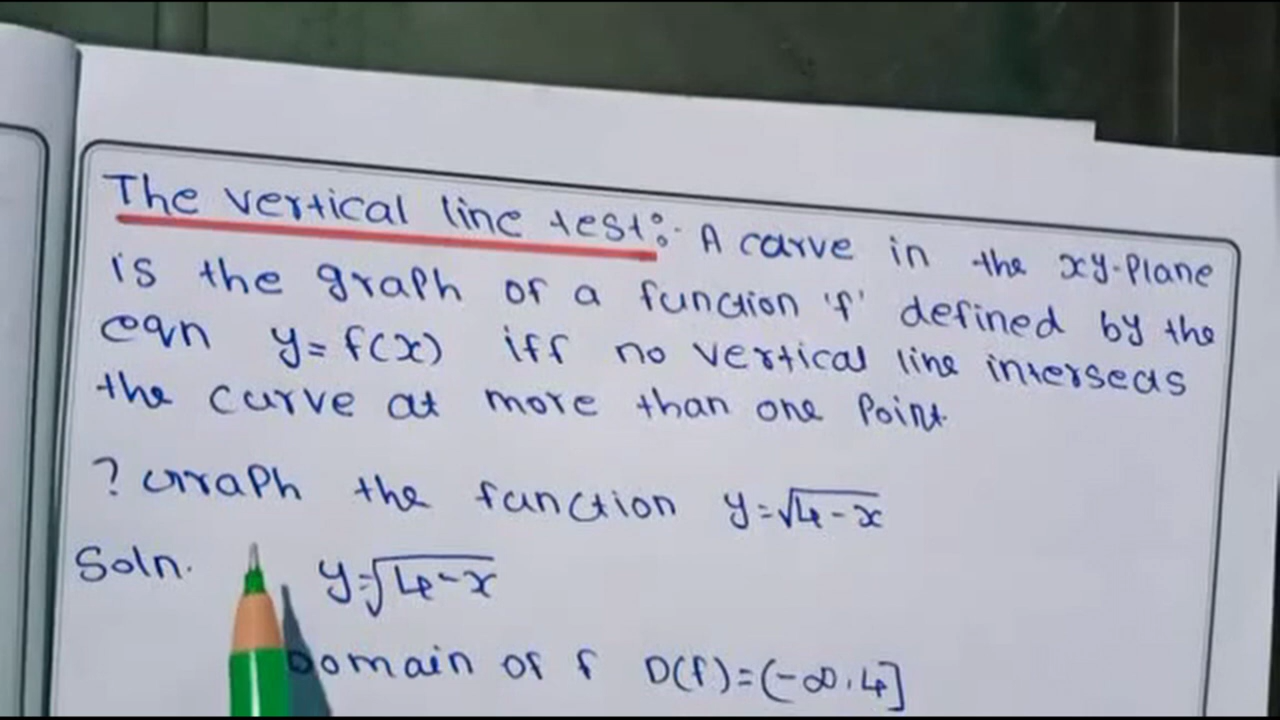 The vertical line test:- A curve in the xy-plane
is the graph of a function 'f' defined by the
eqn y=f(x) iff no vertical line intersects
the curve at more than one point.
? Graph the function y=√4-x
Soln. y=√4-x
Domain of f D(f)=(-∞,4]